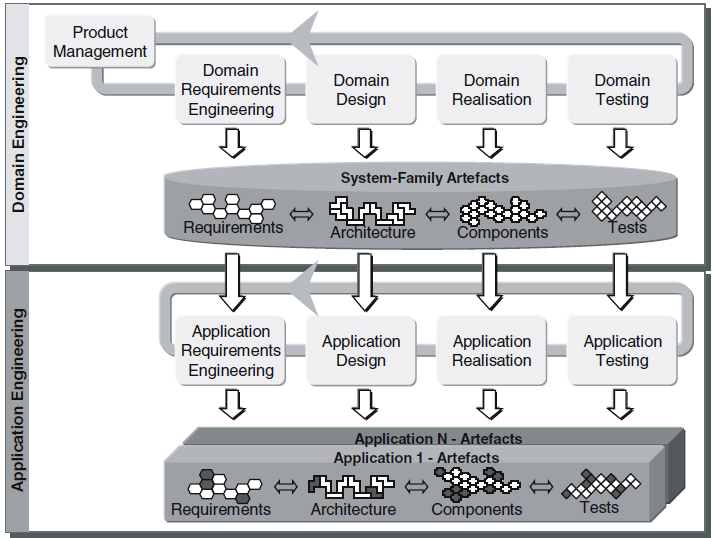 Domain Engineering
Product
Management
Domain
Requirements
Engineering
Domain
Design
Domain
Realisation
Domain
Testing
System-Family Artefacts
Requirements
Architecture
Components
Tests
Application Engineering
Application
Requirements
Engineering
Application
Design
Application
Realisation
Application
Testing
Application N - Artefacts
Application 1 - Artefacts
Requirements
Architecture
Components
Tests